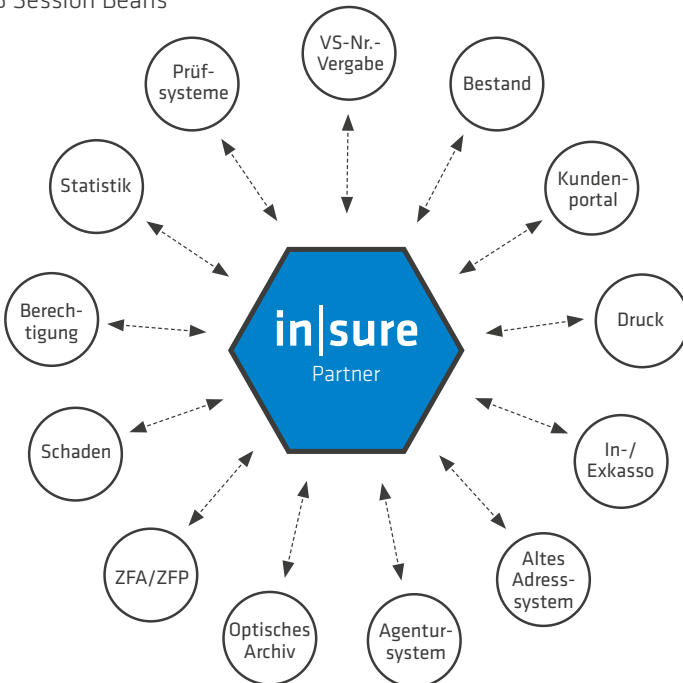 Session Beans
VS-Nr.-
Vergabe
Prüf-
systeme
Bestand
Statistik
Kunden-
portal
Berech-
tigung
in|sure
Partner
Druck
Schaden
In-/
Exkasso
ZFA/ZFP
Altes
Adress-
system
Optisches
Archiv
Agentur-
system